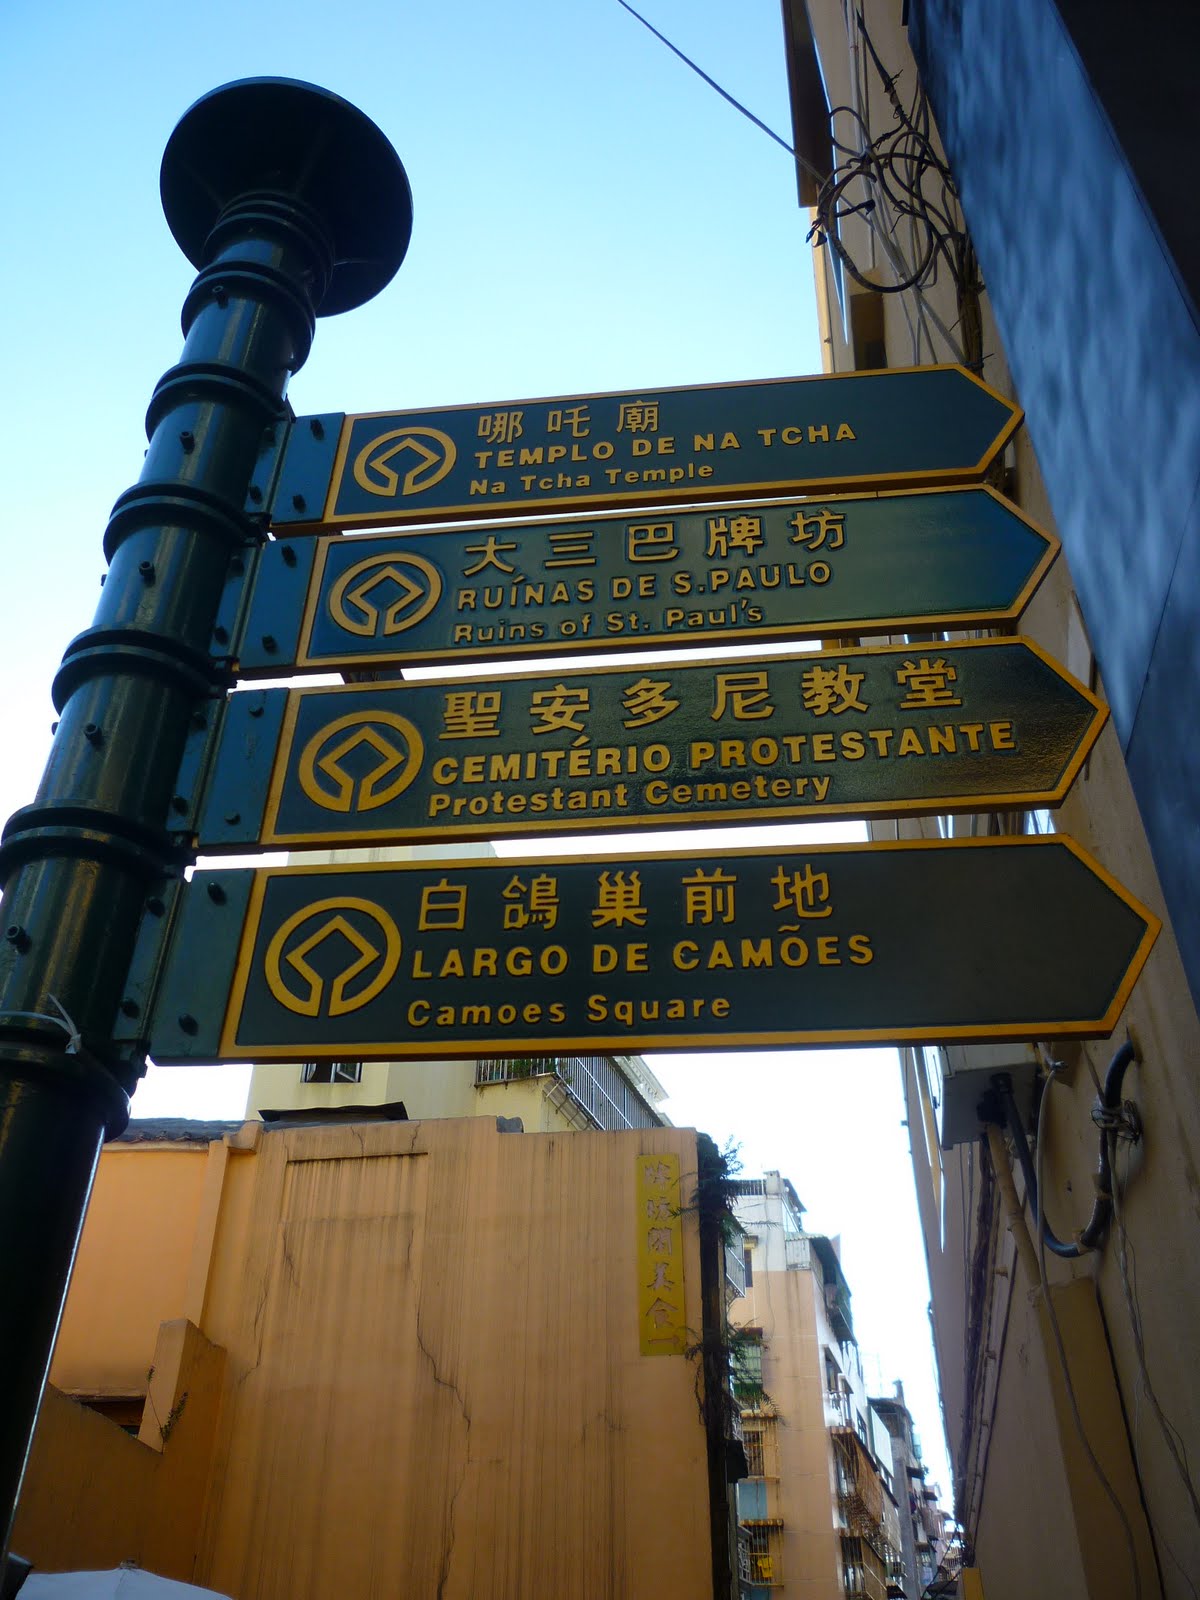 哪吒廟
TEMPLO DE NA TCHA
Na Tcha Temple
大三巴牌坊
RUÍNAS DE S.PAULO
Ruins of St. Paul's
聖安多尼教堂
CEMITÉRIO PROTESTANTE
Protestant Cemetery
白鴿巢前地
LARGO DE CAMÕES
Camoes Square